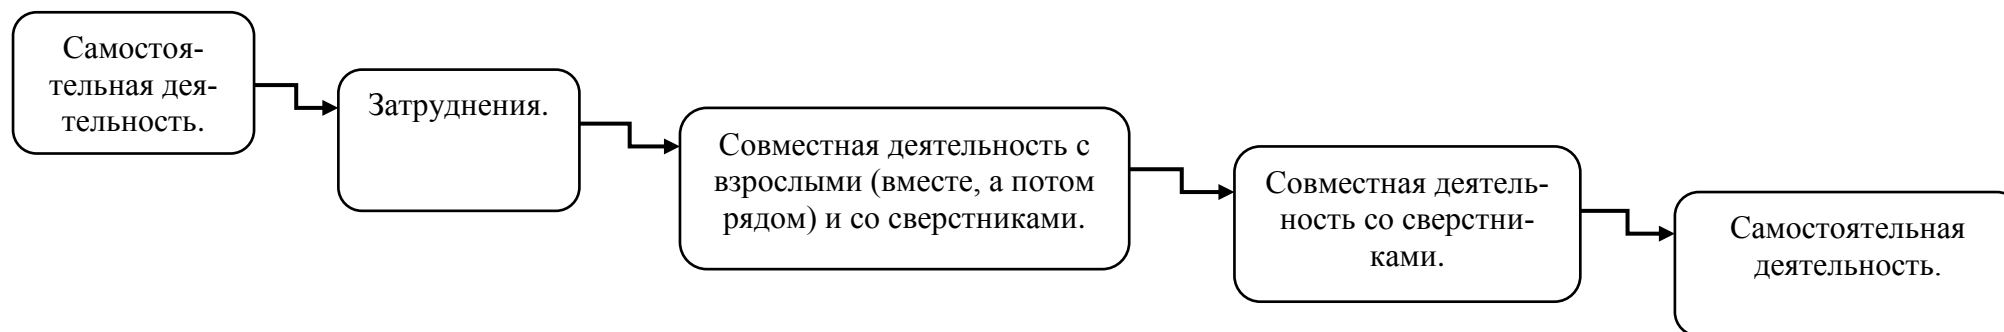 Самостоя-
тельная дея-
тельность.
Затруднения.
Совместная деятельность с
взрослыми (вместе, а потом
рядом) и со сверстниками.
Совместная деятель-
ность со сверстни-
ками.
Самостоятельная
деятельность.